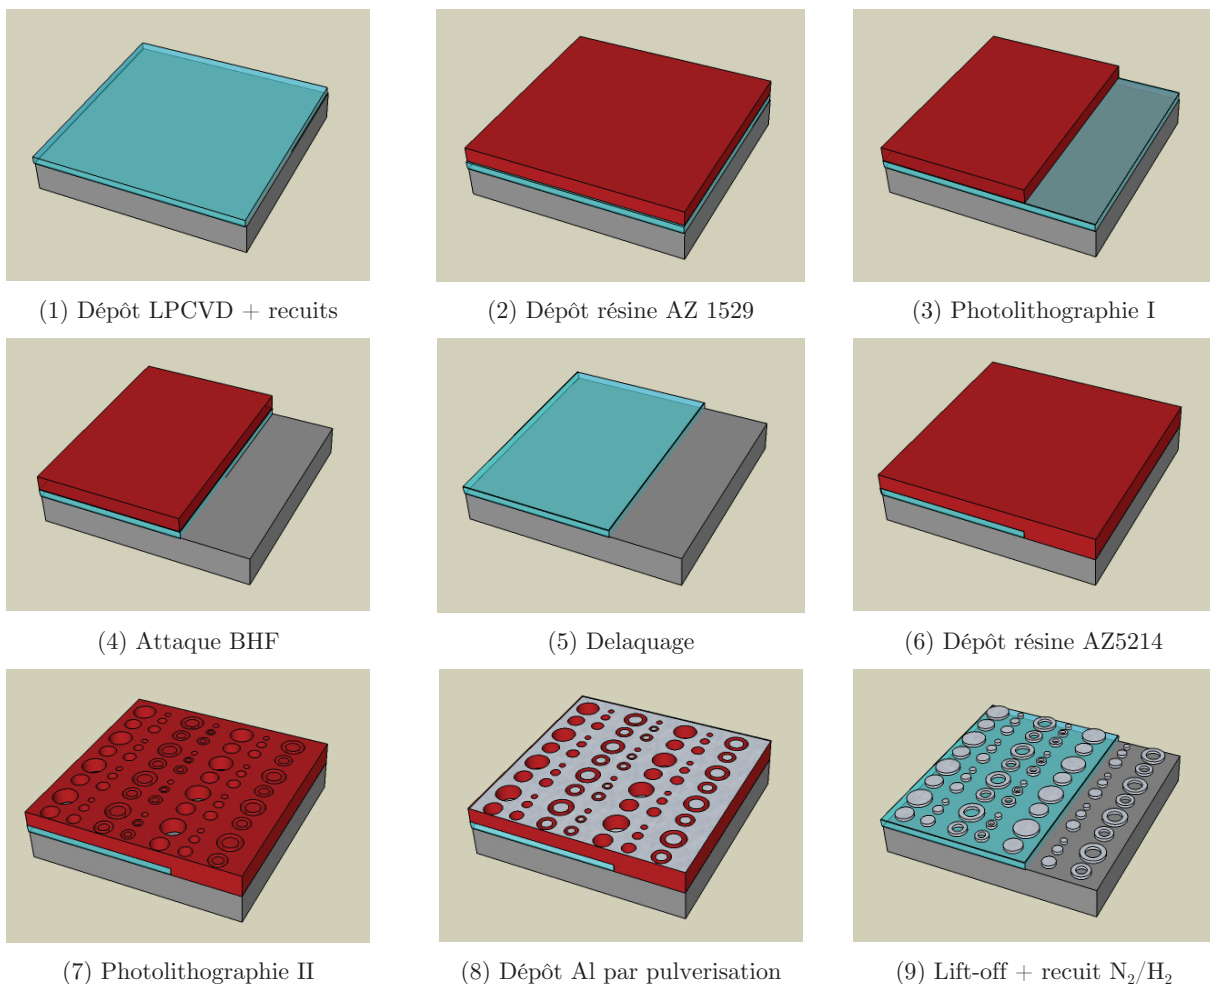 (1) Dépôt LPCVD + recuits
(2) Dépôt résine AZ 1529
(3) Photolithographie I
(4) Attaque BHF
(5) Delaquage
(6) Dépôt résine AZ5214
(7) Photolithographie II
(8) Dépôt Al par pulverisation
(9) Lift-off + recuit N₂/H₂